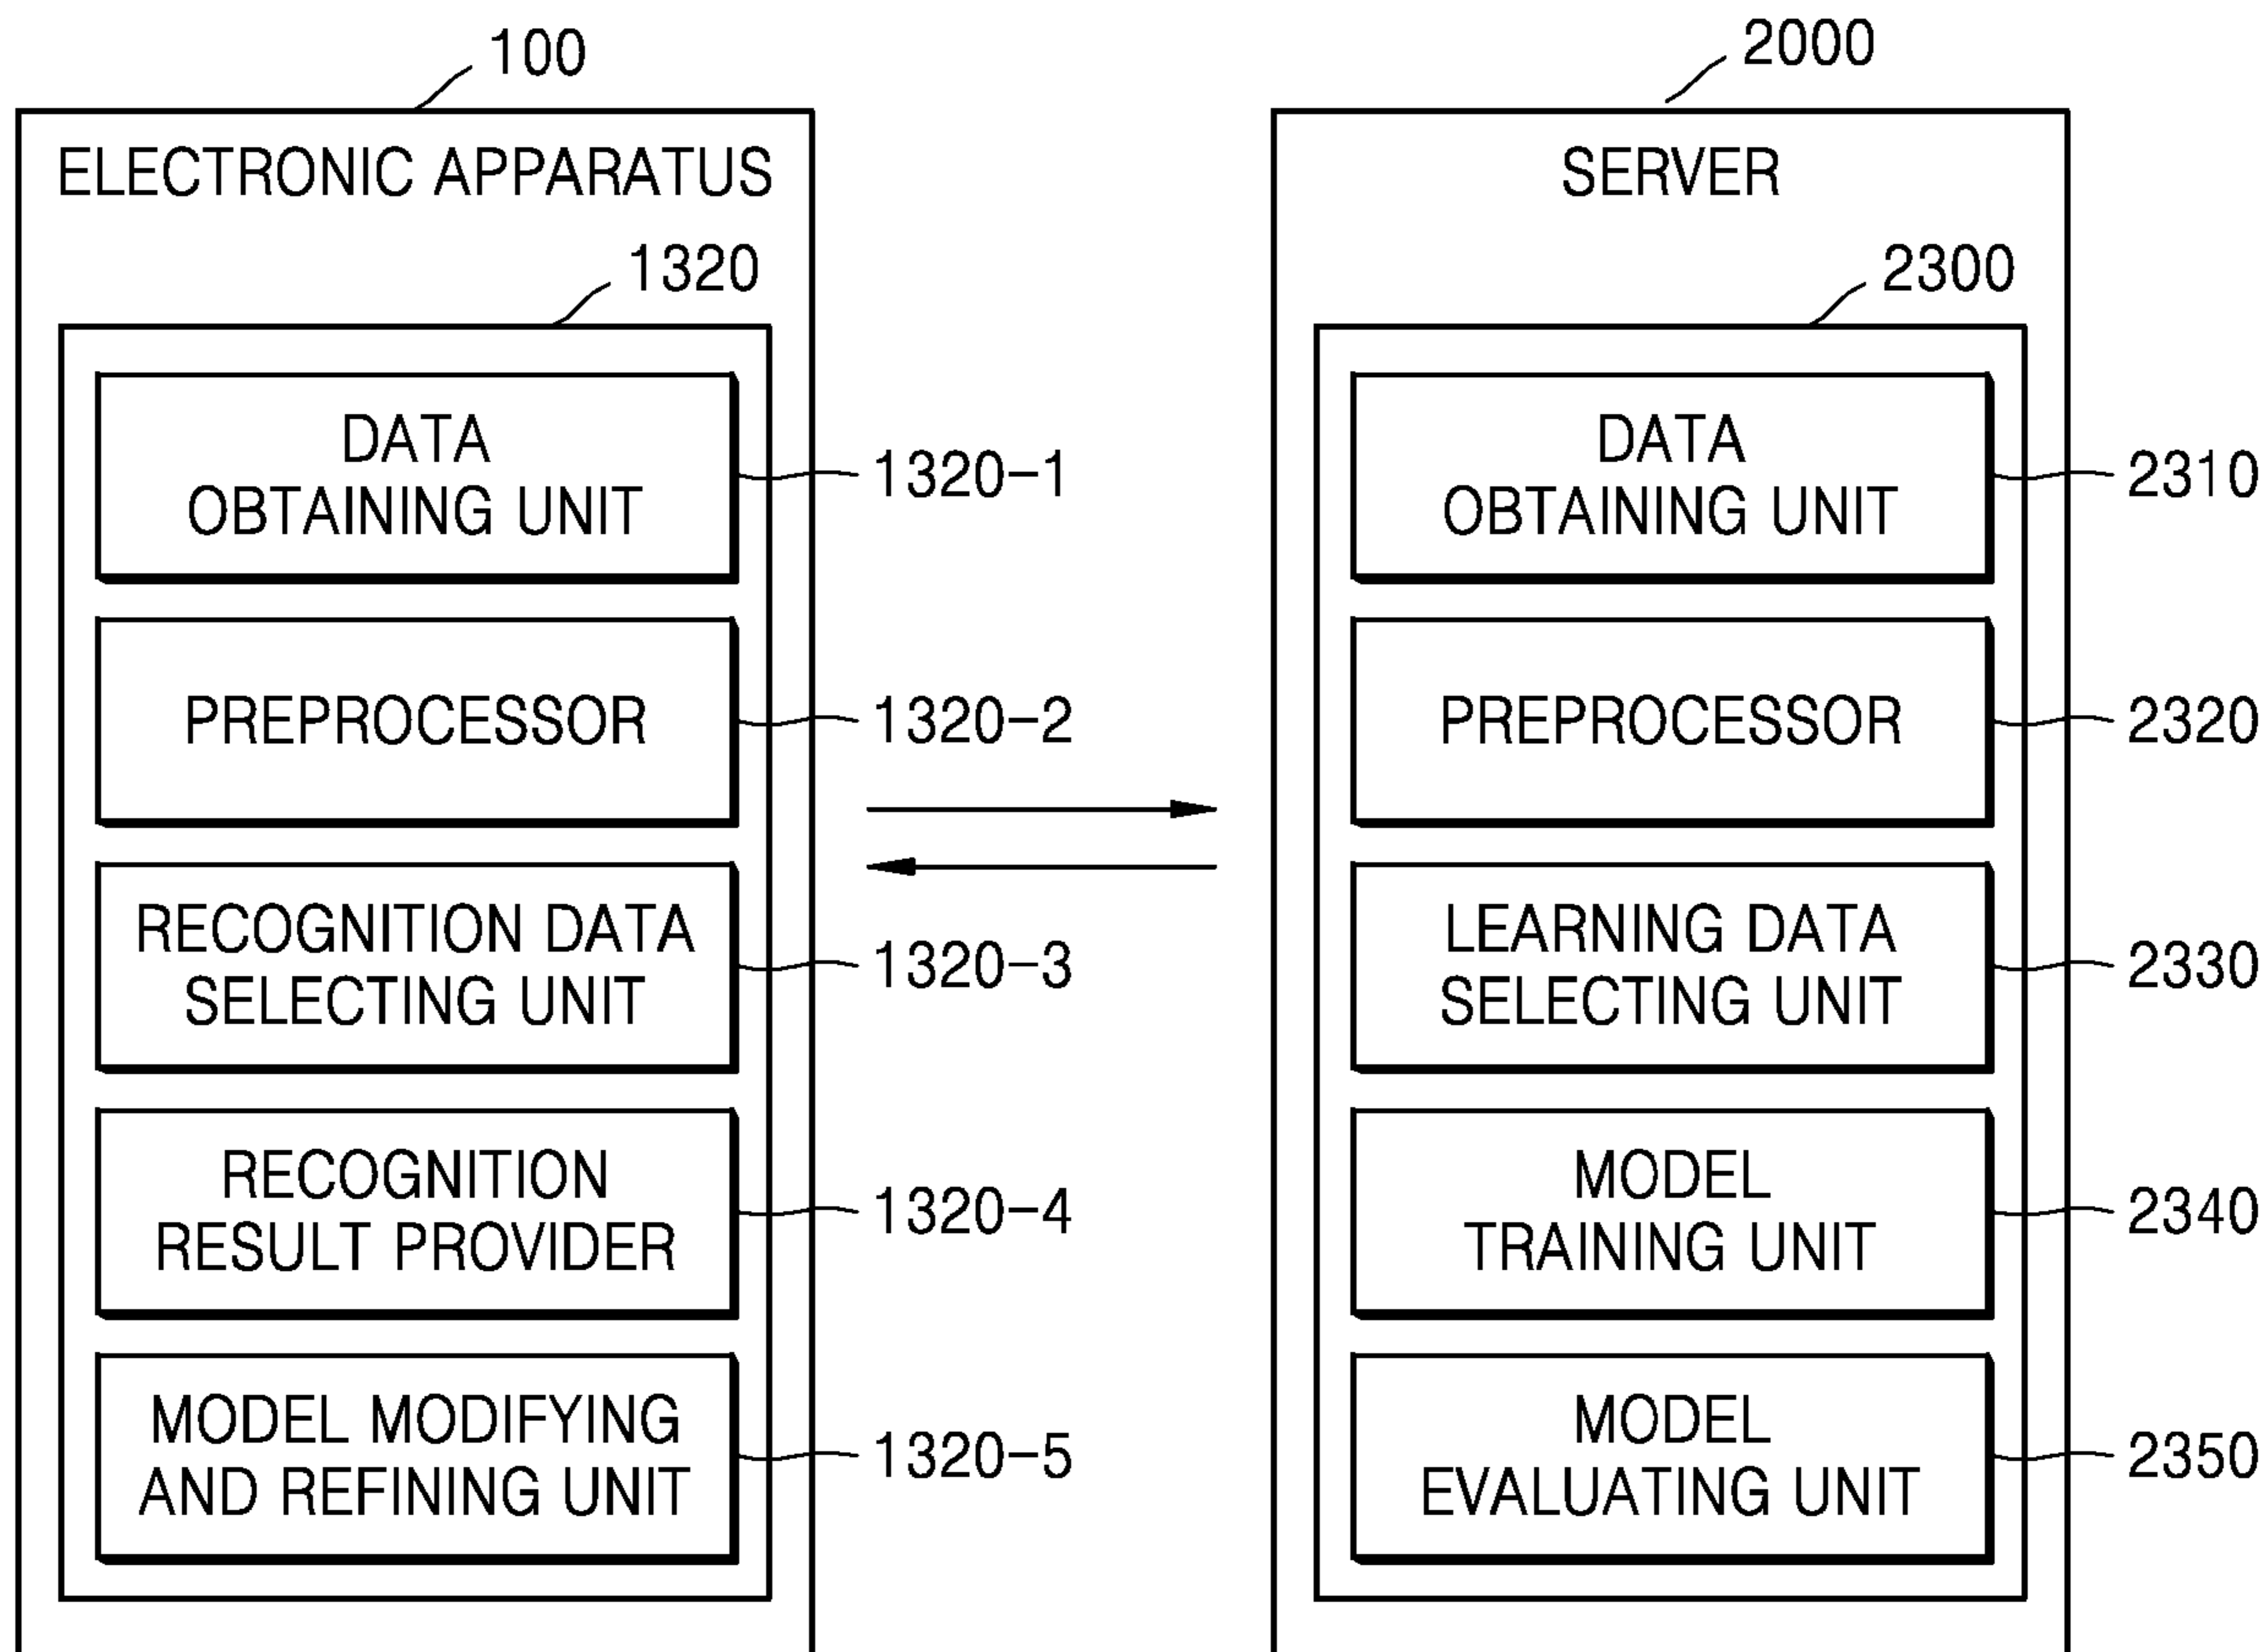 100
ELECTRONIC APPARATUS
1320
DATA
OBTAINING UNIT
1320-1
PREPROCESSOR
1320-2
RECOGNITION DATA
SELECTING UNIT
1320-3
RECOGNITION
RESULT PROVIDER
1320-4
MODEL MODIFYING
AND REFINING UNIT
1320-5
2000
SERVER
2300
DATA
OBTAINING UNIT
2310
PREPROCESSOR
2320
LEARNING DATA
SELECTING UNIT
2330
MODEL
TRAINING UNIT
2340
MODEL
EVALUATING UNIT
2350